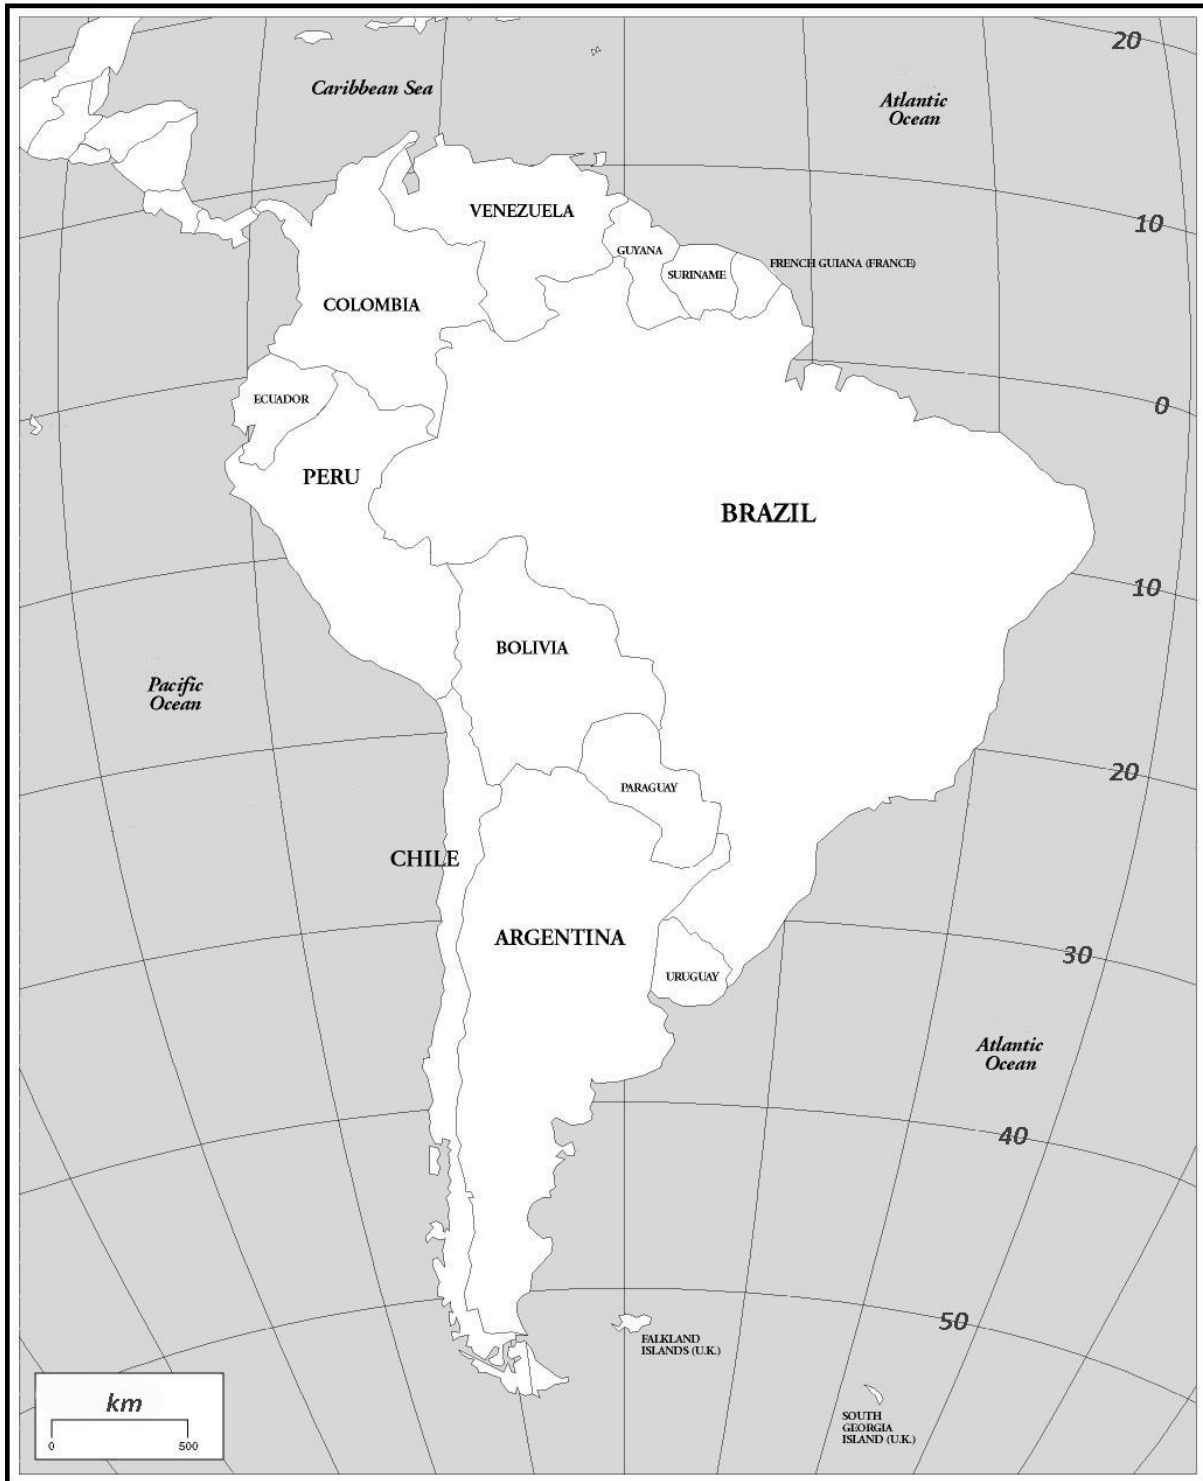 20
Caribbean Sea
Atlantic
Ocean
VENEZUELA
10
GUYANA
FRENCH GUIANA (FRANCE)
SURINAME
COLOMBIA
ECUADOR
0
PERU
BRAZIL
10
BOLIVIA
Pacific
Ocean
20
PARAGUAY
CHILE
ARGENTINA
30
URUGUAY
Atlantic
Ocean
40
50
FALKLAND
ISLANDS (U.K.)
km
0 500
SOUTH
GEORGIA
ISLAND (U.K.)